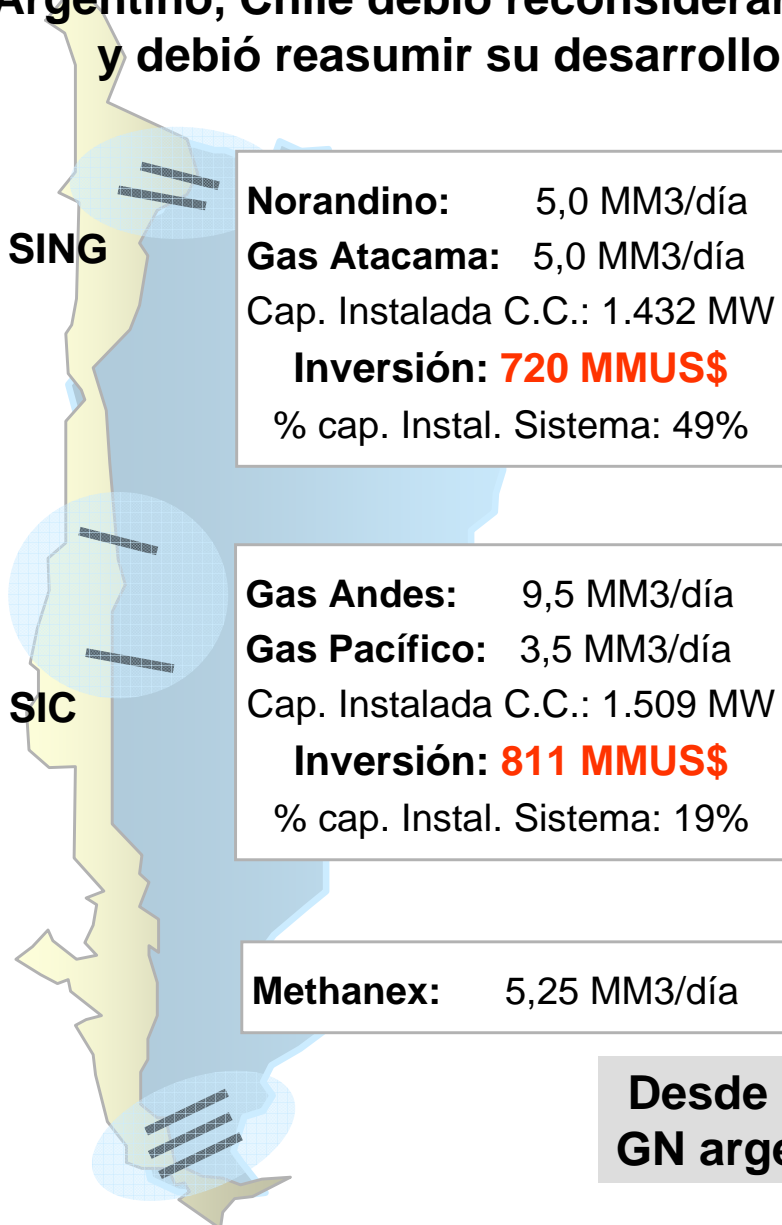 Argentino, Chile debió reconsiderar
y debió reasumir su desarrollo
SING
Norandino: 5,0 MM3/día
Gas Atacama: 5,0 MM3/día
Cap. Instalada C.C.: 1.432 MW
Inversión: 720 MMUS$
% cap. Instal. Sistema: 49%
SIC
Gas Andes: 9,5 MM3/día
Gas Pacífico: 3,5 MM3/día
Cap. Instalada C.C.: 1.509 MW
Inversión: 811 MMUS$
% cap. Instal. Sistema: 19%
Methanex: 5,25 MM3/día
Desde
GN arge